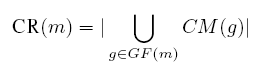 CR(m) = | ⋃_{g∈GF(m)} CM(g)|